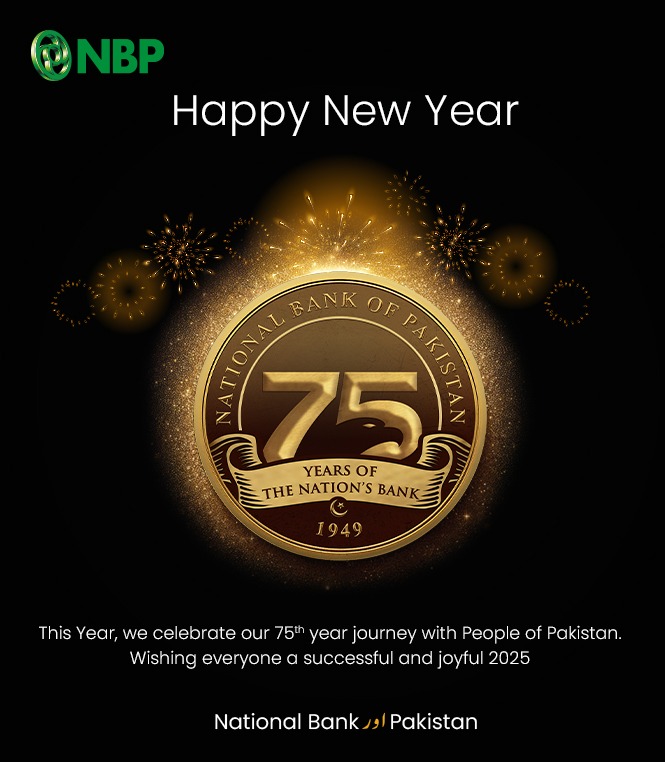 NBP
Happy New Year
NATIONAL BANK OF PAKISTAN
75
YEARS OF
THE NATION'S BANK
1949
This Year, we celebrate our 75th year journey with People of Pakistan.
Wishing everyone a successful and joyful 2025
National Bank اور Pakistan